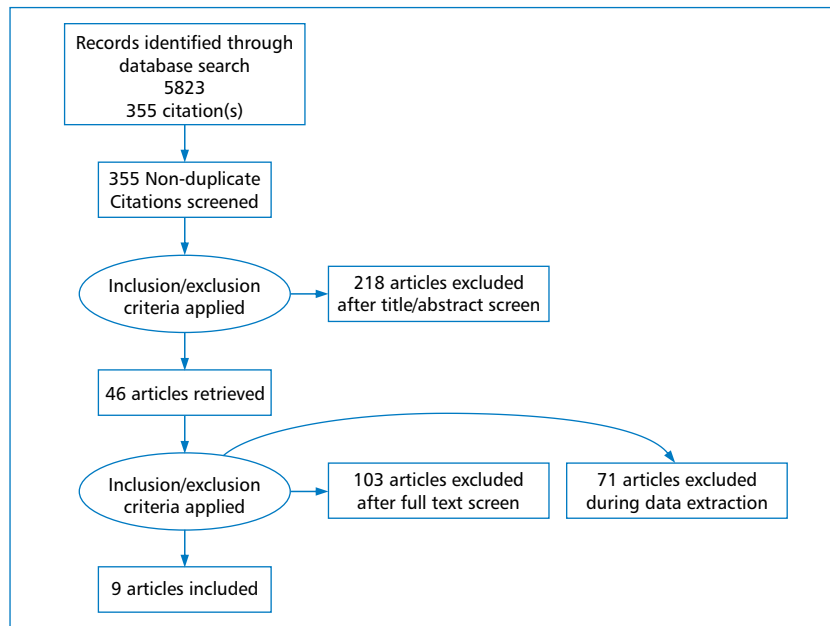 Records identified through
database search
5823
355 citation(s)
355 Non-duplicate
Citations screened
Inclusion/exclusion
criteria applied
218 articles excluded
after title/abstract screen
46 articles retrieved
Inclusion/exclusion
criteria applied
103 articles excluded
after full text screen
71 articles excluded
during data extraction
9 articles included